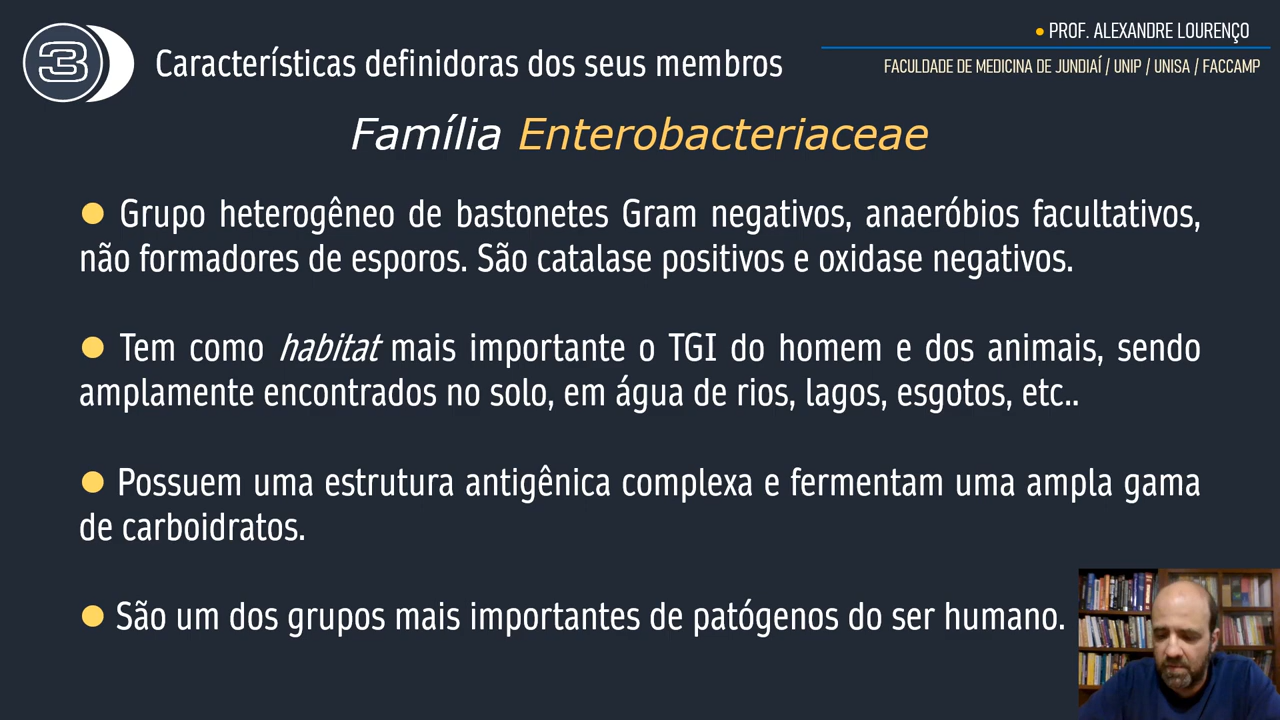 3
Características definidoras dos seus membros
● PROF. ALEXANDRE LOURENÇO
FACULDADE DE MEDICINA DE JUNDIAÍ / UNIP / UNISA / FACCAMP
Família Enterobacteriaceae
● Grupo heterogêneo de bastonetes Gram negativos, anaeróbios facultativos,
não formadores de esporos. São catalase positivos e oxidase negativos.
● Tem como habitat mais importante o TGI do homem e dos animais, sendo
amplamente encontrados no solo, em água de rios, lagos, esgotos, etc..
● Possuem uma estrutura antigênica complexa e fermentam uma ampla gama
de carboidratos.
● São um dos grupos mais importantes de patógenos do ser humano.